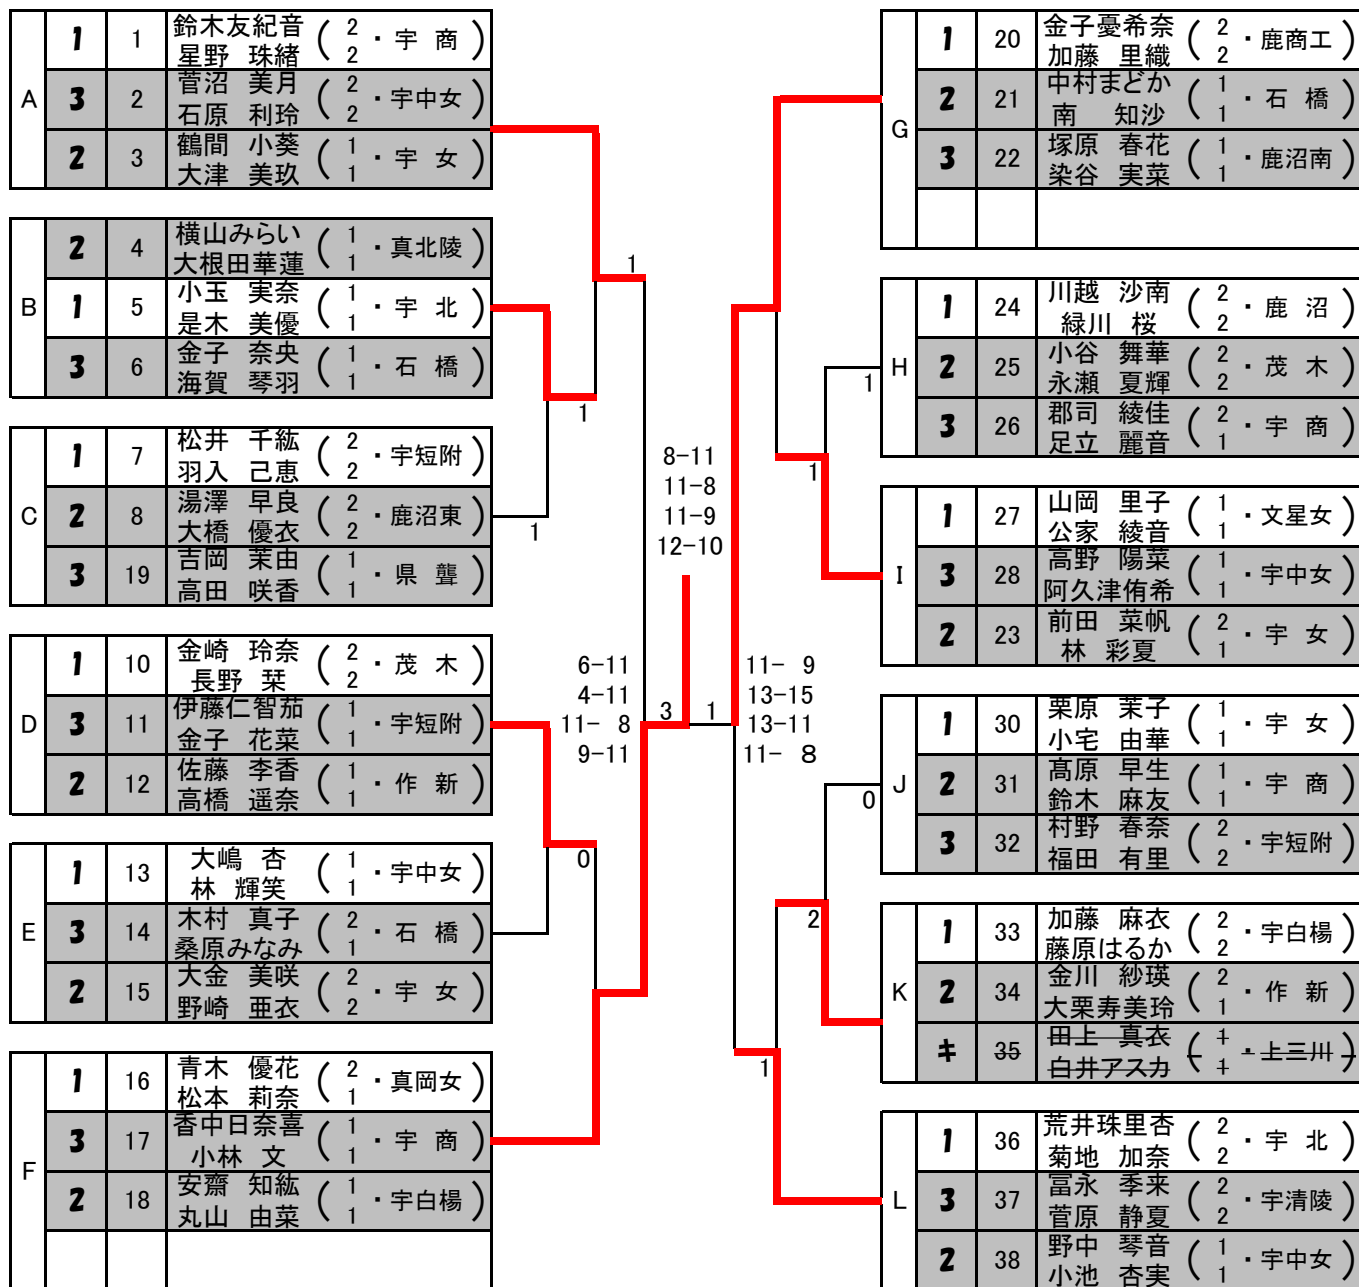 A
1 1 鈴木友紀音 星野 珠緒 ( 2 2 ・宇 商 )
3 2 菅沼 美月 石原 利玲 ( 2 2 ・宇中女 )
2 3 鶴間 小葵 大津 美玖 ( 1 1 ・宇 女 )
B
2 4 横山みらい 大根田華蓮 ( 1 1 ・真北陵 )
1 5 小玉 実奈 是木 美優 ( 1 1 ・宇 北 )
3 6 金子 奈央 海賀 琴羽 ( 1 1 ・石 橋 )
C
1 7 松井 千紘 羽入 己恵 ( 2 2 ・宇短附 )
2 8 湯澤 早良 大橋 優衣 ( 2 2 ・鹿沼東 )
3 19 吉岡 茉由 高田 咲香 ( 1 1 ・県 聾 )
D
1 10 金崎 玲奈 長野 栞 ( 2 2 ・茂 木 )
3 11 伊藤仁智茄 金子 花菜 ( 1 1 ・宇短附 )
2 12 佐藤 李香 高橋 遥奈 ( 1 1 ・作 新 )
E
1 13 大嶋 杏 林 輝笑 ( 1 1 ・宇中女 )
3 14 木村 真子 桑原みなみ ( 2 1 ・石 橋 )
2 15 大金 美咲 野崎 亜衣 ( 2 2 ・宇 女 )
F
1 16 青木 優花 松本 莉奈 ( 2 1 ・真岡女 )
3 17 香中日奈喜 小林 文 ( 1 1 ・宇 商 )
2 18 安齋 知紘 丸山 由菜 ( 1 1 ・宇白楊 )
1
1
1
0
8-11
11-8
11-9
12-10
6-11
4-11
11- 8
9-11
3
1
11- 9
13-15
13-11
11- 8
1
1
0
2
1
G
1 20 金子憂希奈 加藤 里織 ( 2 2 ・鹿商工 )
2 21 中村まどか 南 知沙 ( 1 1 ・石 橋 )
3 22 塚原 春花 染谷 実菜 ( 1 1 ・鹿沼南 )
H
1 24 川越 沙南 緑川 桜 ( 2 2 ・鹿 沼 )
2 25 小谷 舞華 永瀬 夏輝 ( 2 2 ・茂 木 )
3 26 郡司 綾佳 足立 麗音 ( 2 1 ・宇 商 )
I
1 27 山岡 里子 公家 綾音 ( 1 1 ・文星女 )
3 28 高野 陽菜 阿久津侑希 ( 1 1 ・宇中女 )
2 23 前田 菜帆 林 彩夏 ( 2 1 ・宇 女 )
J
1 30 栗原 茉子 小宅 由華 ( 1 1 ・宇 女 )
2 31 髙原 早生 鈴木 麻友 ( 1 1 ・宇 商 )
3 32 村野 春奈 福田 有里 ( 2 2 ・宇短附 )
K
1 33 加藤 麻衣 藤原はるか ( 2 2 ・宇白楊 )
2 34 金川 紗瑛 大栗寿美玲 ( 2 1 ・作 新 )
キ 35 田上 真衣 白井アスカ ( 1 1 ・上三川 )
L
1 36 荒井珠里杏 菊地 加奈 ( 2 2 ・宇 北 )
3 37 冨永 季来 菅原 静夏 ( 2 2 ・宇清陵 )
2 38 野中 琴音 小池 杏実 ( 1 1 ・宇中女 )